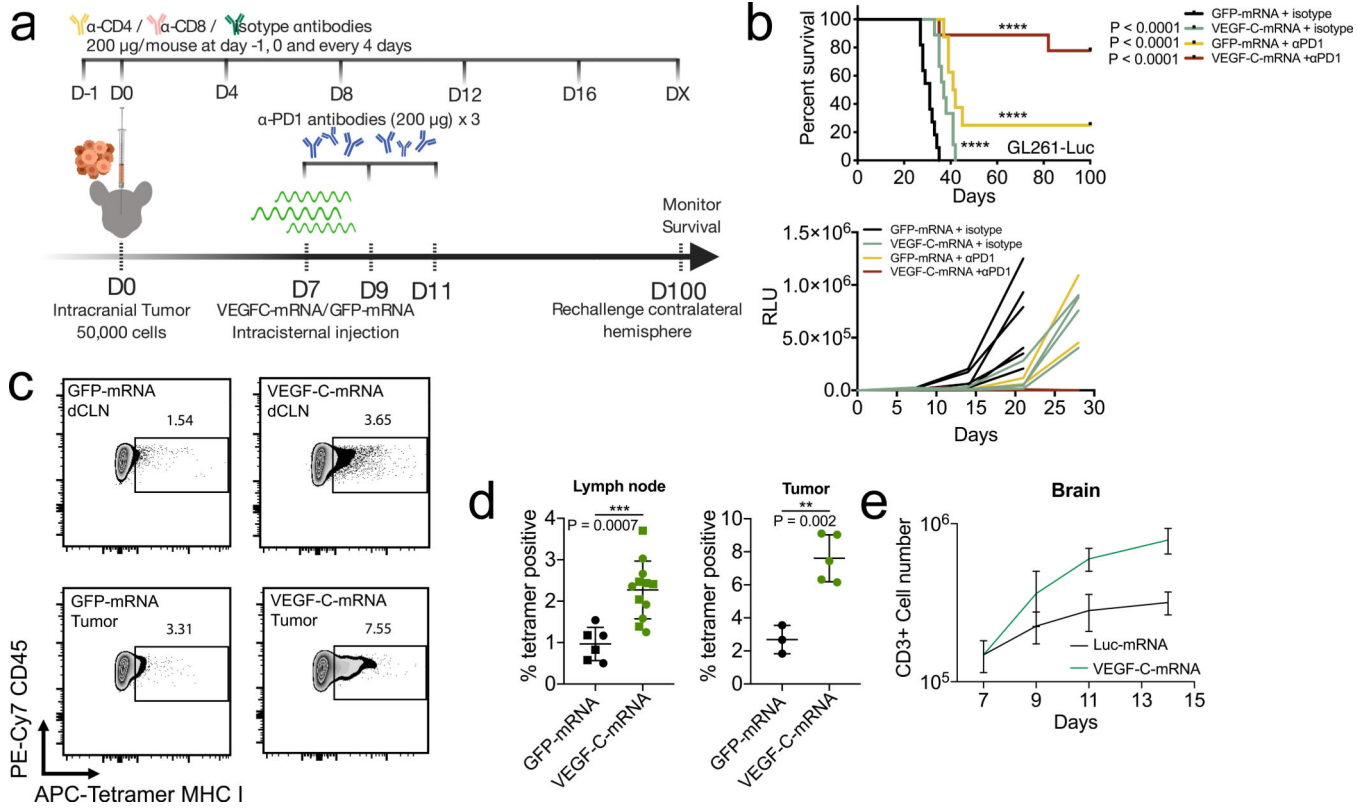 a
α-CD4 / α-CD8 / Isotype antibodies
200 µg/mouse at day -1, 0 and every 4 days
D-1 D0 D4 D8 D12 D16 DX
α-PD1 antibodies (200 µg) x 3
Monitor
Survival
D0 D7 D9 D11 D100
Intracranial Tumor
50,000 cells
VEGFC-mRNA/GFP-mRNA
Intracisternal injection
Rechallenge contralateral
hemisphere
b
Percent survival
100
80
60
40
20
0
0 20 40 60 80 100
Days
****
****
****
GL261-Luc
P < 0.0001
P < 0.0001
P < 0.0001
GFP-mRNA + isotype
VEGF-C-mRNA + isotype
GFP-mRNA + αPD1
VEGF-C-mRNA +αPD1
RLU
1.5×10⁶
1.0×10⁶
5.0×10⁵
0.0
0 5 10 15 20 25 30
Days
GFP-mRNA + isotype
VEGF-C-mRNA + isotype
GFP-mRNA + αPD1
VEGF-C-mRNA +αPD1
c
GFP-mRNA
dCLN
1.54
VEGF-C-mRNA
dCLN
3.65
GFP-mRNA
Tumor
3.31
VEGF-C-mRNA
Tumor
7.55
PE-Cy7 CD45
APC-Tetramer MHC I
d
Lymph node
***
P = 0.0007
% tetramer positive
4
3
2
1
0
GFP-mRNA
VEGF-C-mRNA
Tumor
**
P = 0.002
% tetramer positive
10
8
6
4
2
0
GFP-mRNA
VEGF-C-mRNA
e
Brain
CD3+ Cell number
10⁶
10⁵
Luc-mRNA
VEGF-C-mRNA
7 9 11 13 15
Days